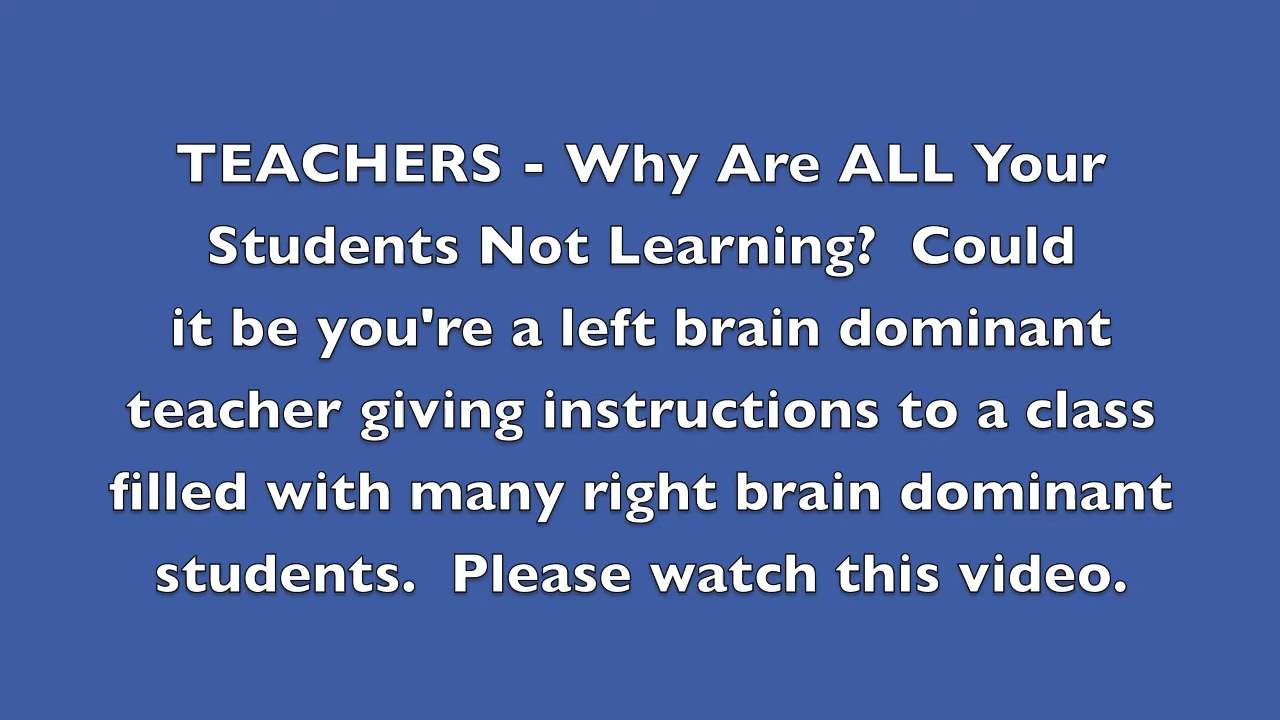 TEACHERS - Why Are ALL Your
Students Not Learning?  Could
it be you're a left brain dominant
teacher giving instructions to a class
filled with many right brain dominant
students.  Please watch this video.